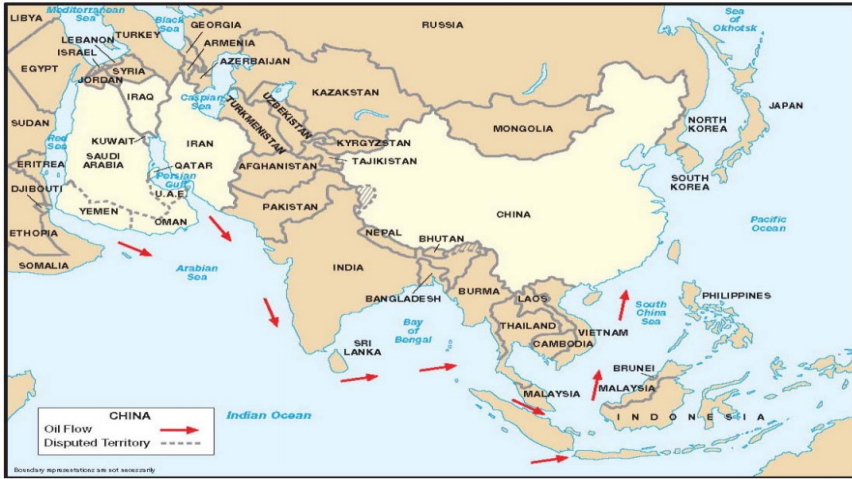 LIBYA
Mediterranean
Sea
Black
Sea
TURKEY
GEORGIA
ARMENIA
AZERBAIJAN
RUSSIA
Sea
of
Okhotsk
LEBANON
ISRAEL
SYRIA
JORDAN
EGYPT
IRAQ
Caspian
Sea
TURKMENISTAN
UZBEKISTAN
KAZAKSTAN
MONGOLIA
NORTH
KOREA
JAPAN
SUDAN
Red
Sea
KUWAIT
SAUDI
ARABIA
IRAN
KYRGYZSTAN
TAJIKISTAN
AFGHANISTAN
SOUTH
KOREA
ERITREA
QATAR
Persian
Gulf
DJIBOUTI
U.A.E.
PAKISTAN
CHINA
YEMEN
OMAN
NEPAL
BHUTAN
Pacific
Ocean
ETHOPIA
SOMALIA
Arabian
Sea
INDIA
BANGLADESH
BURMA
LAOS
THAILAND
VIETNAM
CAMBODIA
South
China
Sea
PHILIPPINES
Bay
of
Bengal
SRI
LANKA
MALAYSIA
BRUNEI
MALAYSIA
INDONESIA
Indian Ocean
CHINA
Oil Flow
Disputed Territory
Boundary representations are not necessarily